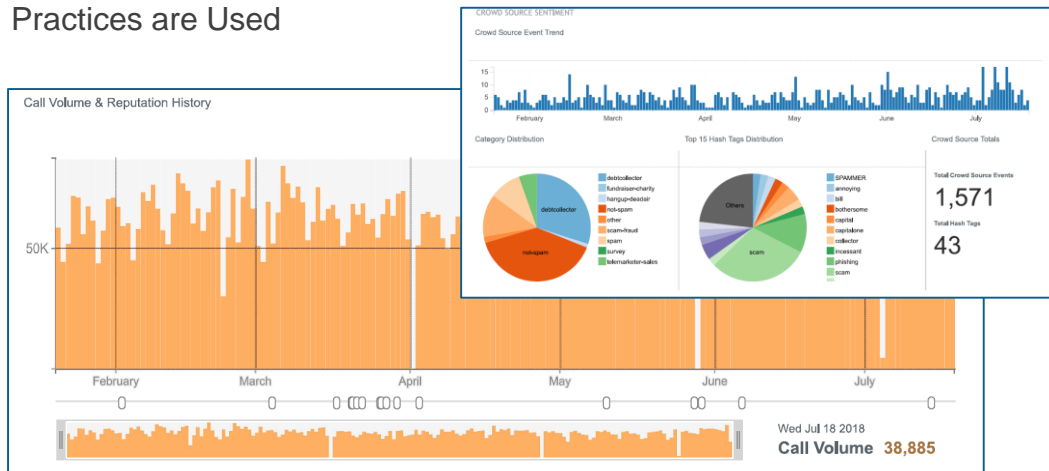 Practices are Used
CROWD SOURCE SENTIMENT
Crowd Source Event Trend
15
10
5
0
February March April May June July
Category Distribution
debtcollector
not-spam
debtcollector
fundraiser-charity
hangup-deadair
not-spam
other
scam-fraud
spam
survey
telemarketer-sales
Top 15 Hash Tags Distribution
Others
scam
SPAMMER
annoying
bill
bothersome
capital
capitalone
collector
incessant
phishing
scam
Crowd Source Totals
Total Crowd Source Events
1,571
Total Hash Tags
43
Call Volume & Reputation History
50K
February March April May June July
Wed Jul 18 2018
Call Volume 38,885